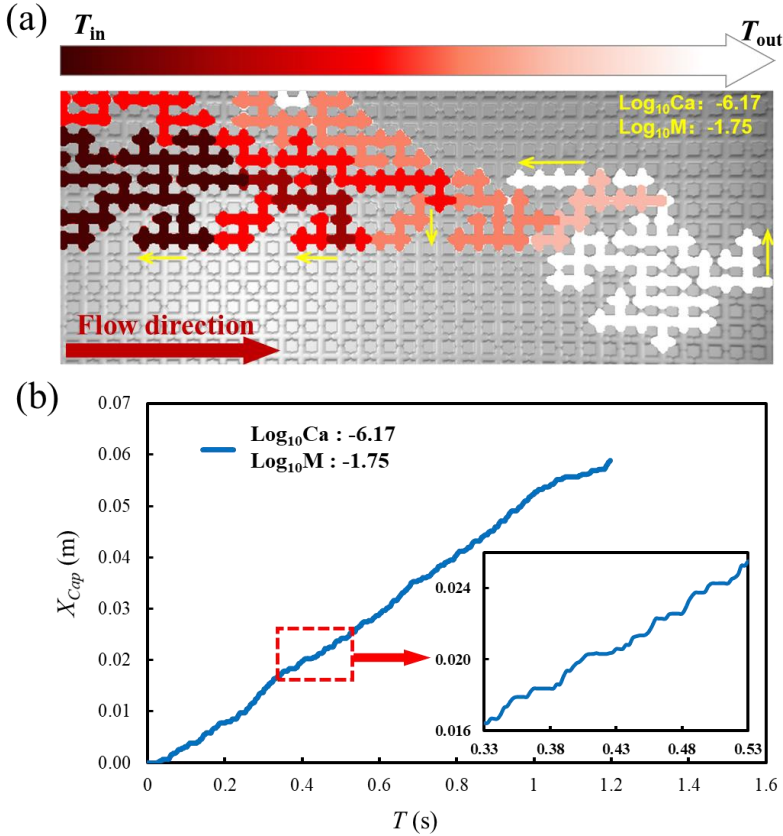 (a)
T_in
T_out
Log₁₀Ca: -6.17
Log₁₀M: -1.75
Flow direction
(b)
0.07
0.06
0.05
0.04
0.03
0.02
0.01
0.00
X_Cap (m)
Log₁₀Ca : -6.17
Log₁₀M : -1.75
0.024
0.020
0.016
0.33 0.38 0.43 0.48 0.53
0 0.2 0.4 0.6 0.8 1 1.2 1.4 1.6
T (s)